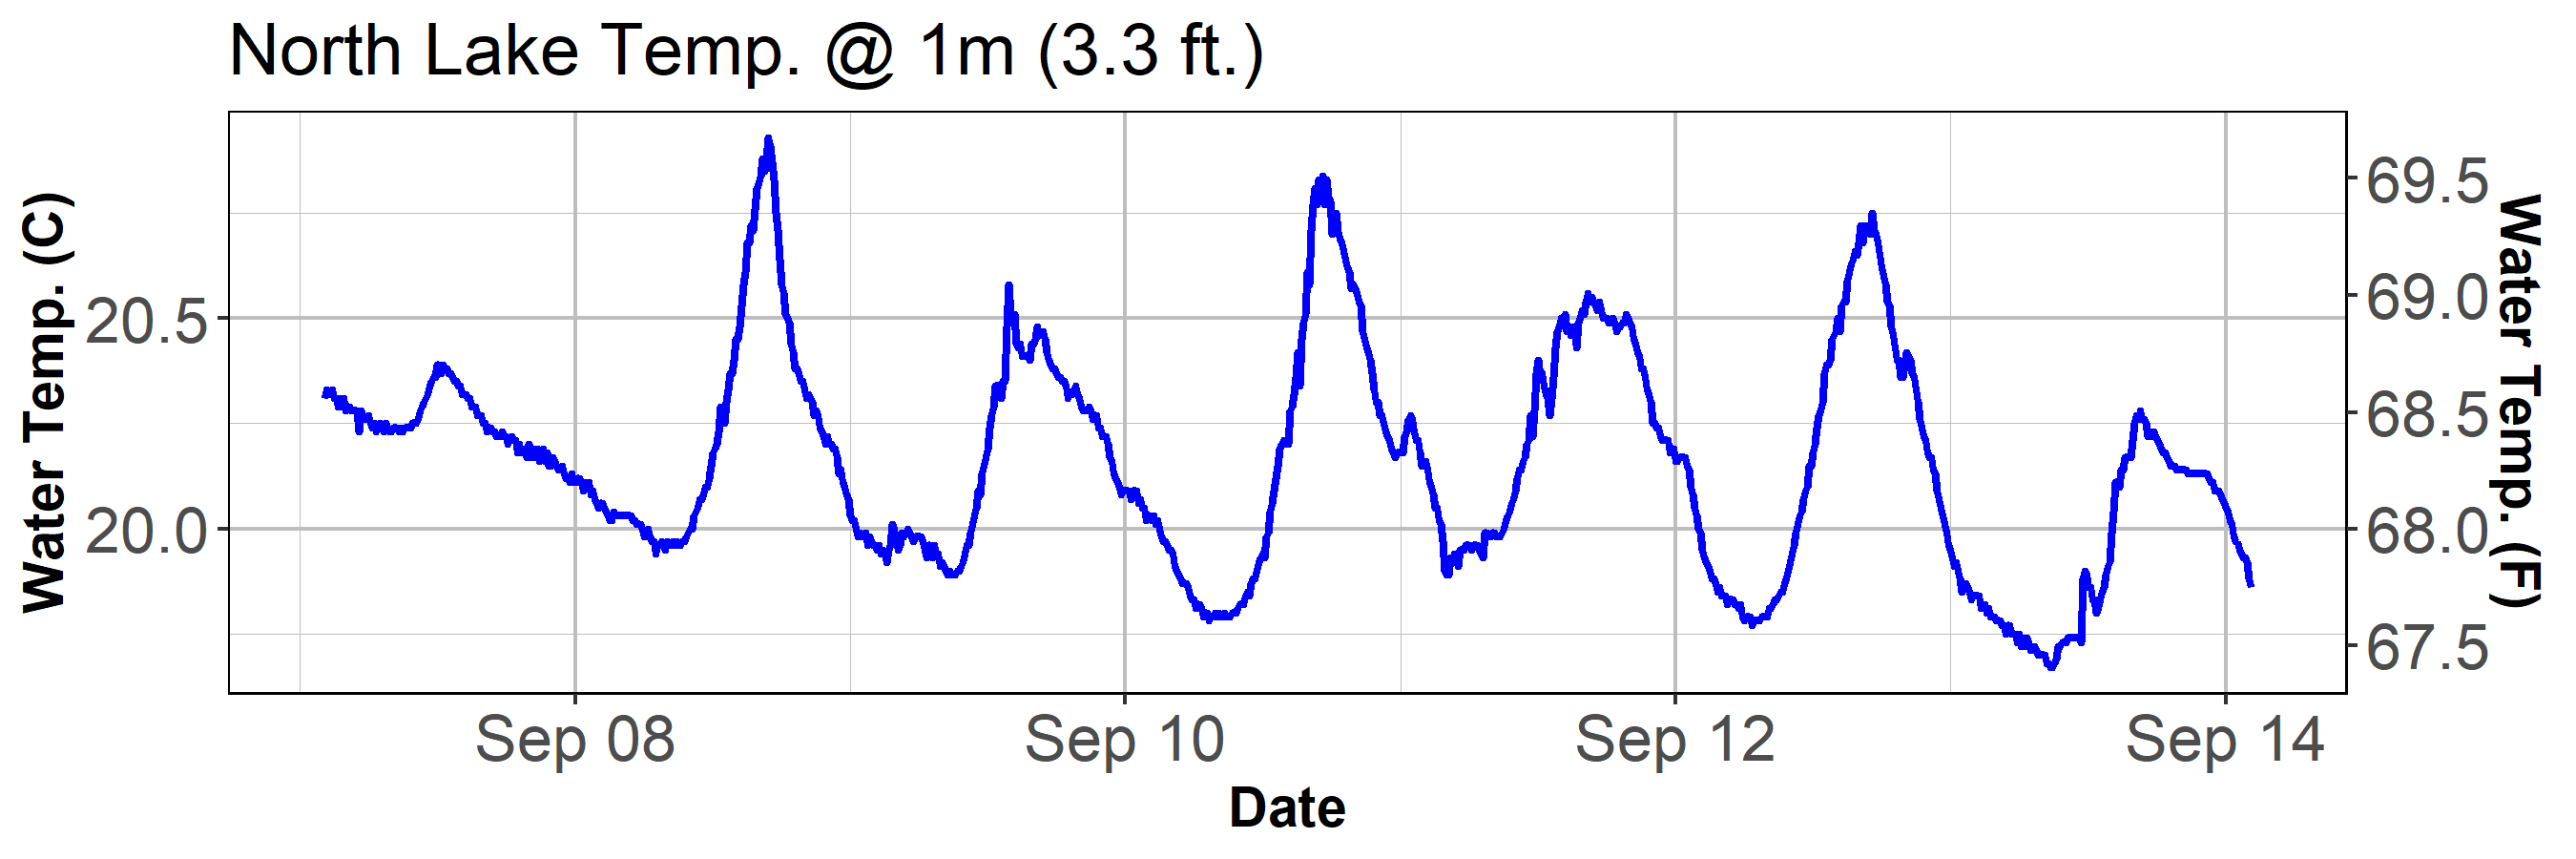 North Lake Temp. @ 1m (3.3 ft.)
Water Temp. (C)
20.5
20.0
69.5
69.0
68.5
68.0
67.5
Water Temp. (F)
Sep 08 Sep 10 Sep 12 Sep 14
Date